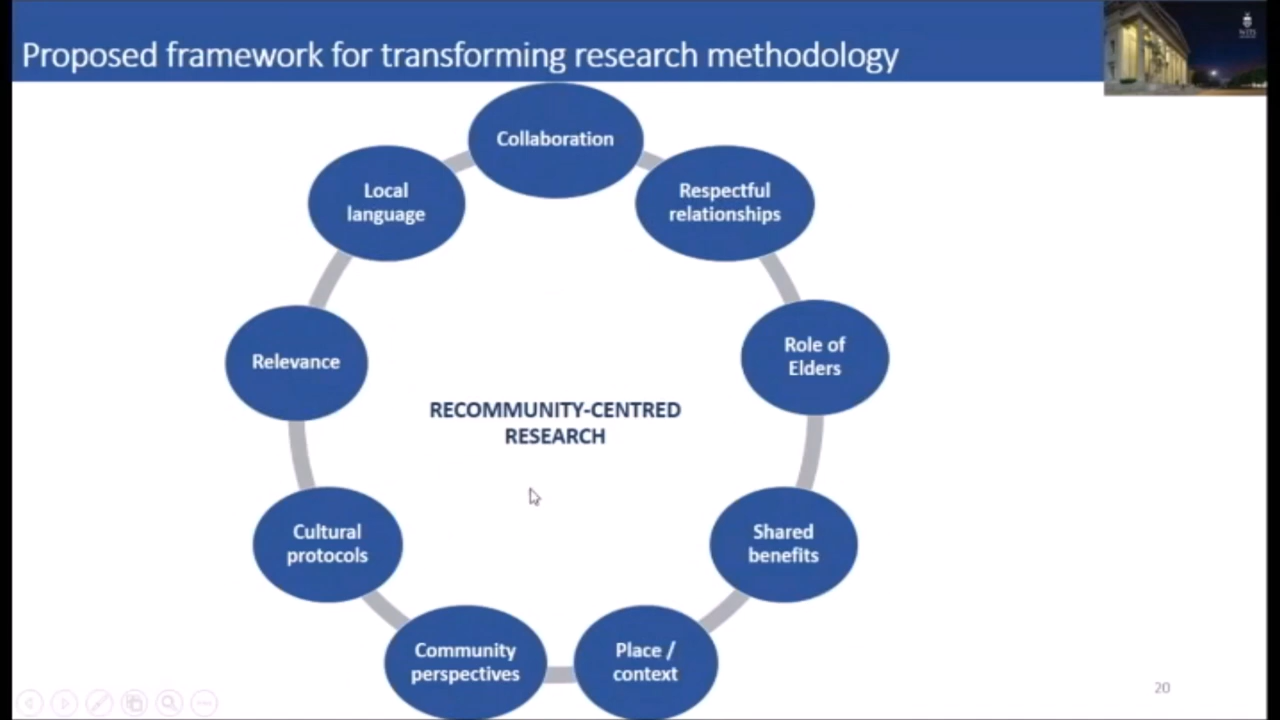 Proposed framework for transforming research methodology
Collaboration
Respectful
relationships
Role of
Elders
Shared
benefits
Place /
context
Community
perspectives
Cultural
protocols
Relevance
Local
language
RECOMMUNITY-CENTRED
RESEARCH
20